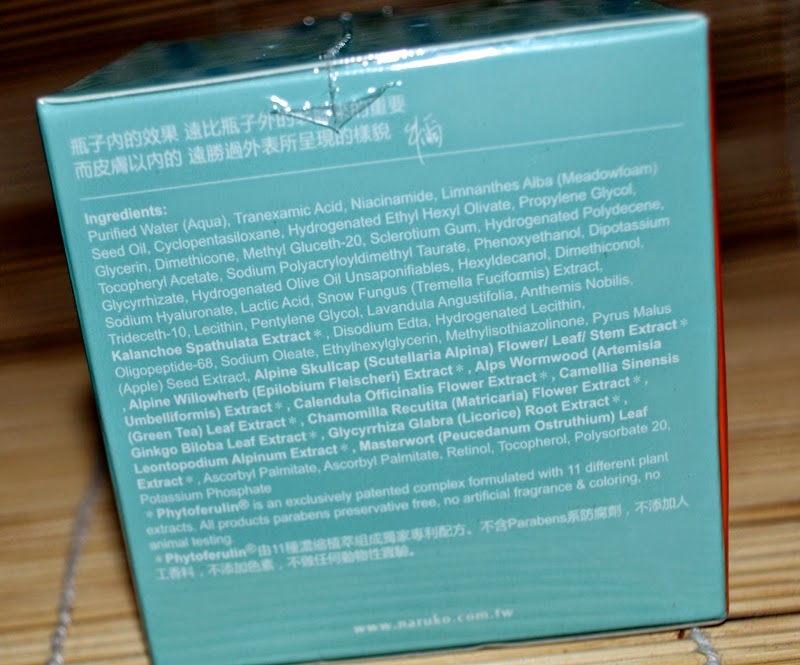 瓶子內的效果 遠比瓶子外的 的重要
而皮膚以內的 遠勝過外表所呈現的樣貌
Ingredients:
Purified Water (Aqua), Tranexamic Acid, Niacinamide, Limnanthes Alba (Meadowfoam)
Seed Oil, Cyclopentasiloxane, Hydrogenated Ethyl Hexyl Olivate, Propylene Glycol,
Glycerin, Dimethicone, Methyl Gluceth-20, Sclerotium Gum, Hydrogenated Polydecene,
Tocopheryl Acetate, Sodium Polyacryloyldimethyl Taurate, Phenoxyethanol, Dipotassium
Glycyrrhizate, Hydrogenated Olive Oil Unsaponifiables, Hexyldecanol, Dimethiconol,
Sodium Hyaluronate, Lactic Acid, Snow Fungus (Tremella Fuciformis) Extract,
Trideceth-10, Lecithin, Pentylene Glycol, Lavandula Angustifolia, Anthemis Nobilis,
Kalanchoe Spathulata Extract＊, Disodium Edta, Hydrogenated Lecithin,
Oligopeptide-68, Sodium Oleate, Ethylhexylglycerin, Methylisothiazolinone, Pyrus Malus
(Apple) Seed Extract, Alpine Skullcap (Scutellaria Alpina) Flower/ Leaf/ Stem Extract＊
, Alpine Willowherb (Epilobium Fleischeri) Extract＊, Alps Wormwood (Artemisia
Umbelliformis) Extract＊, Calendula Officinalis Flower Extract＊, Camellia Sinensis
(Green Tea) Leaf Extract＊, Chamomilla Recutita (Matricaria) Flower Extract＊,
Ginkgo Biloba Leaf Extract＊, Glycyrrhiza Glabra (Licorice) Root Extract＊,
Leontopodium Alpinum Extract＊, Masterwort (Peucedanum Ostruthium) Leaf
Extract＊, Ascorbyl Palmitate, Ascorbyl Palmitate, Retinol, Tocopherol, Polysorbate 20,
Potassium Phosphate
＊Phytoferulin® is an exclusively patented complex formulated with 11 different plant
extracts. All products parabens preservative free, no artificial fragrance & coloring, no
animal testing.
＊Phytoferulin®由11種濃縮植萃組成獨家專利配方。不含Parabens系防腐劑，不添加人
工香料，不添加色素，不做任何動物性實驗。
www.naruko.com.tw